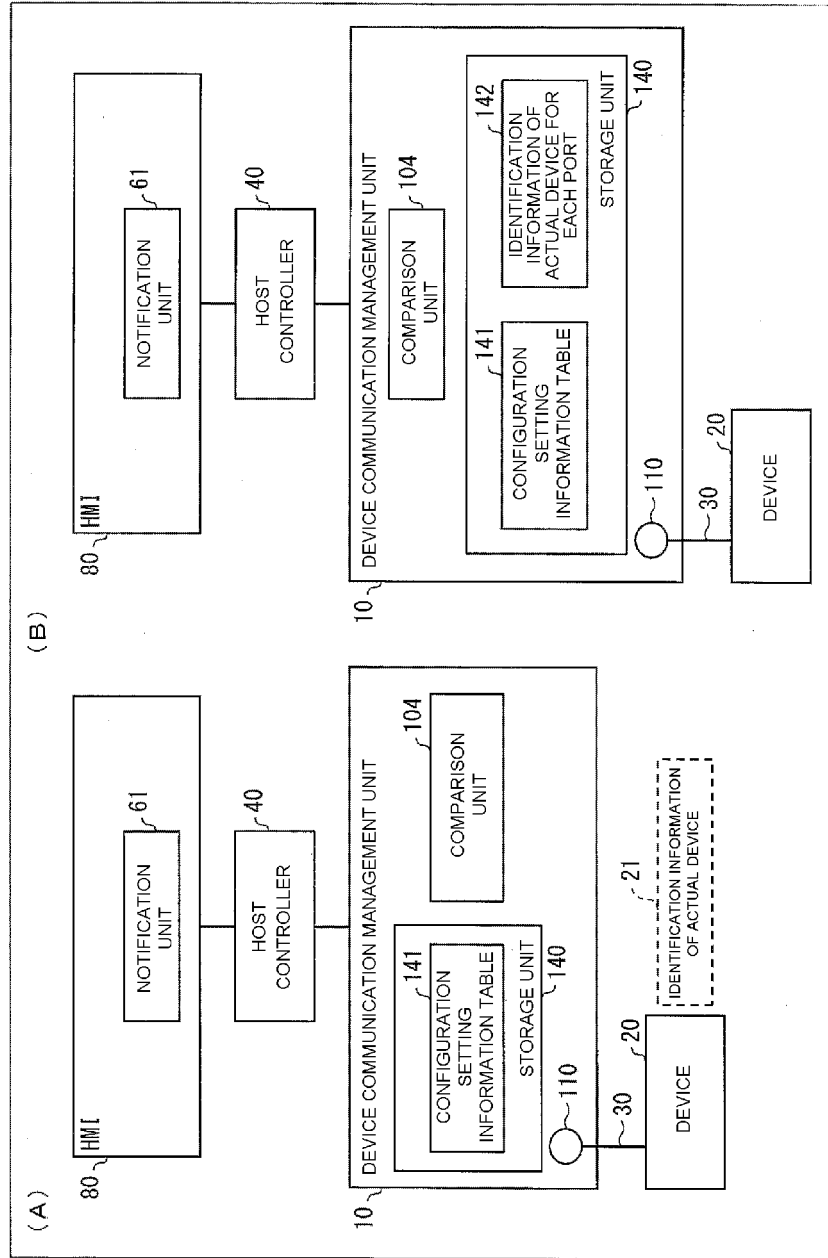 (A)
80
HMI
61
NOTIFICATION
UNIT
40
HOST
CONTROLLER
10
DEVICE COMMUNICATION MANAGEMENT UNIT
141
CONFIGURATION
SETTING
INFORMATION TABLE
STORAGE UNIT
140
104
COMPARISON
UNIT
110
30
20
DEVICE
21
IDENTIFICATION INFORMATION
OF ACTUAL DEVICE
(B)
80
HMI
61
NOTIFICATION
UNIT
40
HOST
CONTROLLER
10
DEVICE COMMUNICATION MANAGEMENT UNIT
104
COMPARISON
UNIT
141
CONFIGURATION
SETTING
INFORMATION TABLE
142
IDENTIFICATION
INFORMATION OF
ACTUAL DEVICE FOR
EACH PORT
STORAGE UNIT
140
110
30
20
DEVICE